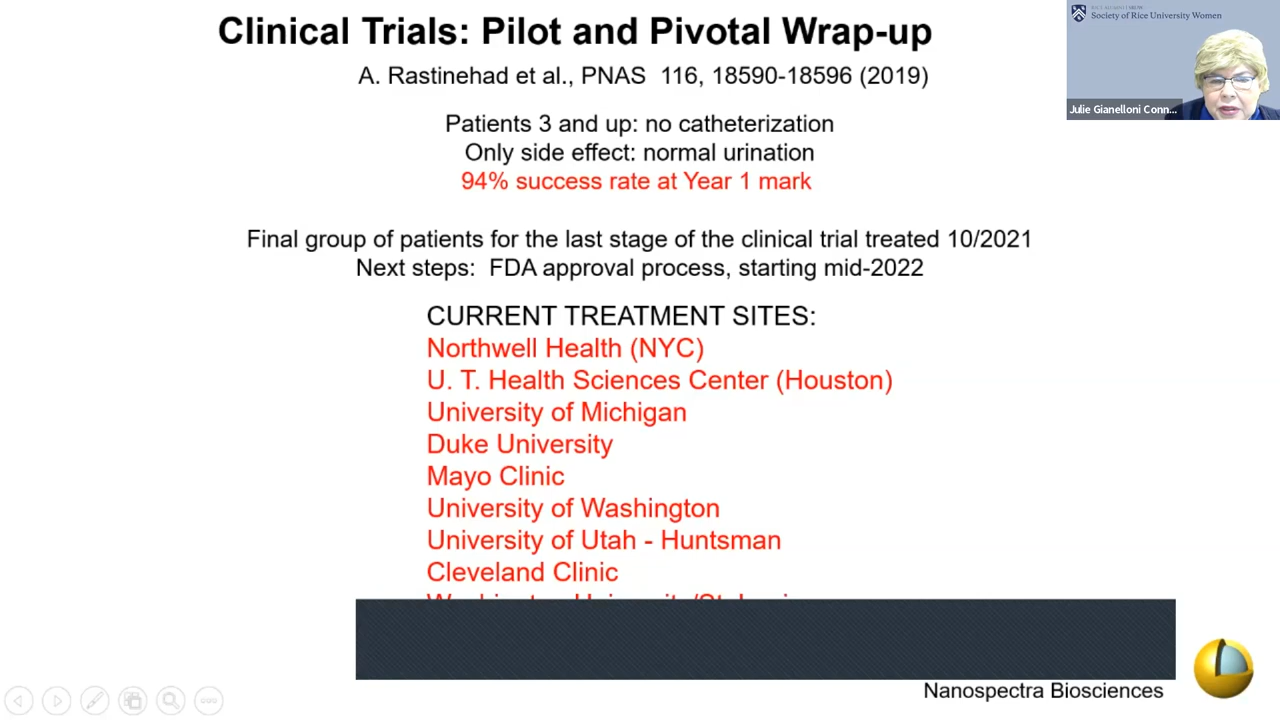 Clinical Trials: Pilot and Pivotal Wrap-up
RICE ALUMNI | SRUW
Society of Rice University Women
A. Rastinehad et al., PNAS 116, 18590-18596 (2019)
Julie Gianelloni Conn...
Patients 3 and up: no catheterization
Only side effect: normal urination
94% success rate at Year 1 mark
Final group of patients for the last stage of the clinical trial treated 10/2021
Next steps: FDA approval process, starting mid-2022
CURRENT TREATMENT SITES:
Northwell Health (NYC)
U. T. Health Sciences Center (Houston)
University of Michigan
Duke University
Mayo Clinic
University of Washington
University of Utah - Huntsman
Cleveland Clinic
Nanospectra Biosciences